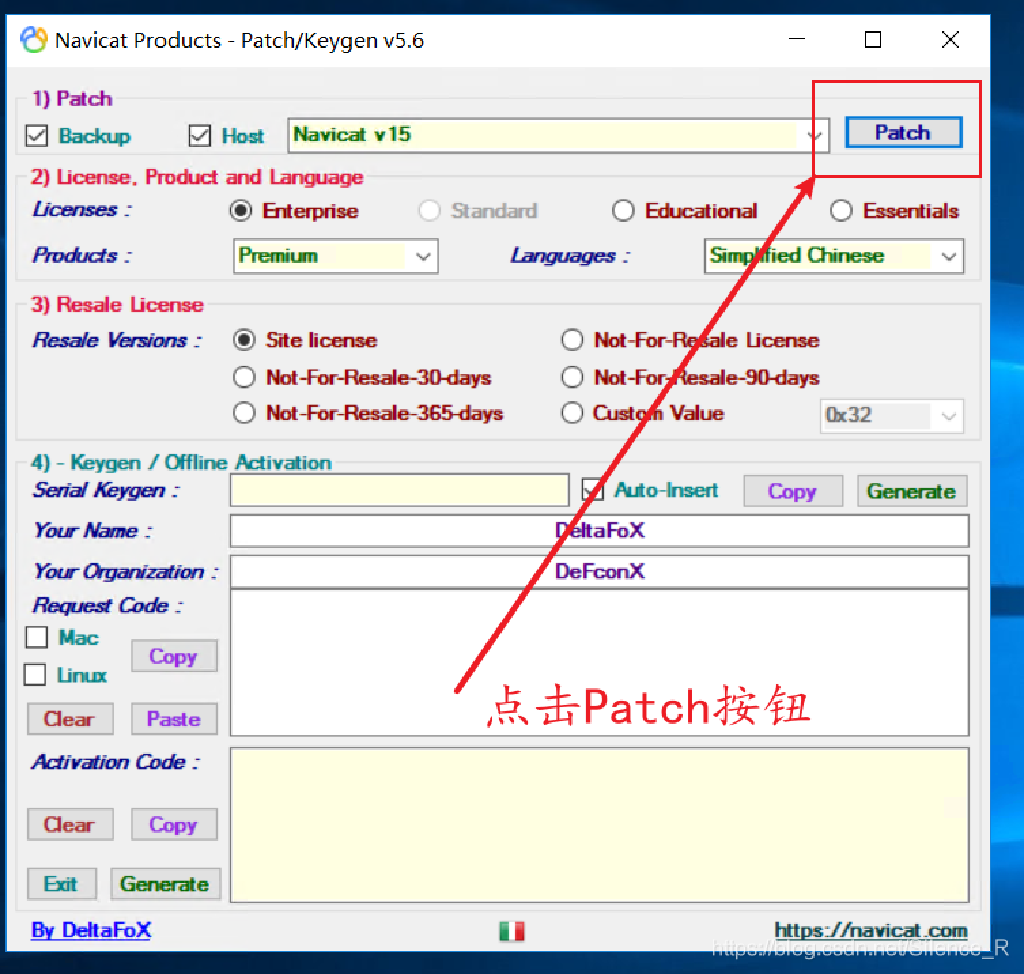 Navicat Products - Patch/Keygen v5.6
1) Patch
Backup Host Navicat v15 Patch
2) License, Product and Language
Licenses : Enterprise Standard Educational Essentials
Products : Premium Languages : Simplified Chinese
3) Resale License
Resale Versions : Site license Not-For-Resale License
Not-For-Resale-30-days Not-For-Resale-90-days
Not-For-Resale-365-days Custom Value 0x32
4) - Keygen / Offline Activation
Serial Keygen : Auto-Insert Copy Generate
Your Name : DeltaFoX
Your Organization : DeFconX
Request Code :
Mac
Copy
Linux
点击Patch按钮
Clear Paste
Activation Code :
Clear Copy
Exit Generate
By DeltaFoX https://navicat.com
https://blog.csdn.net/Silence_R